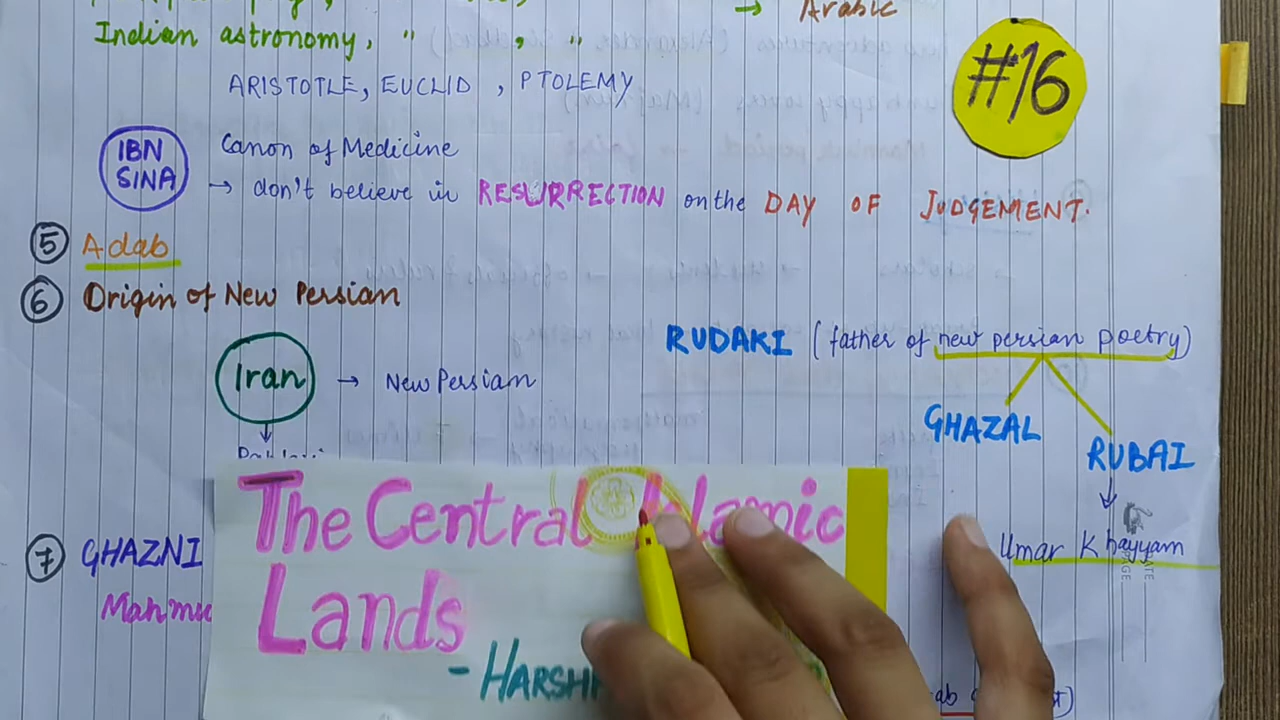 → Arabic
Indian astronomy, " , "
#16
ARISTOTLE, EUCLID , PTOLEMY
IBN SINA
Canon of Medicine
→ don't believe in RESURRECTION on the DAY OF JUDGEMENT.
5 Adab
6 Origin of New Persian
RUDAKI (father of new persian poetry)
Iran → New Persian
GHAZAL
RUBAI
Umar Khayyam
The Central Islamic
Lands
7 GHAZNI
PAGE
DATE